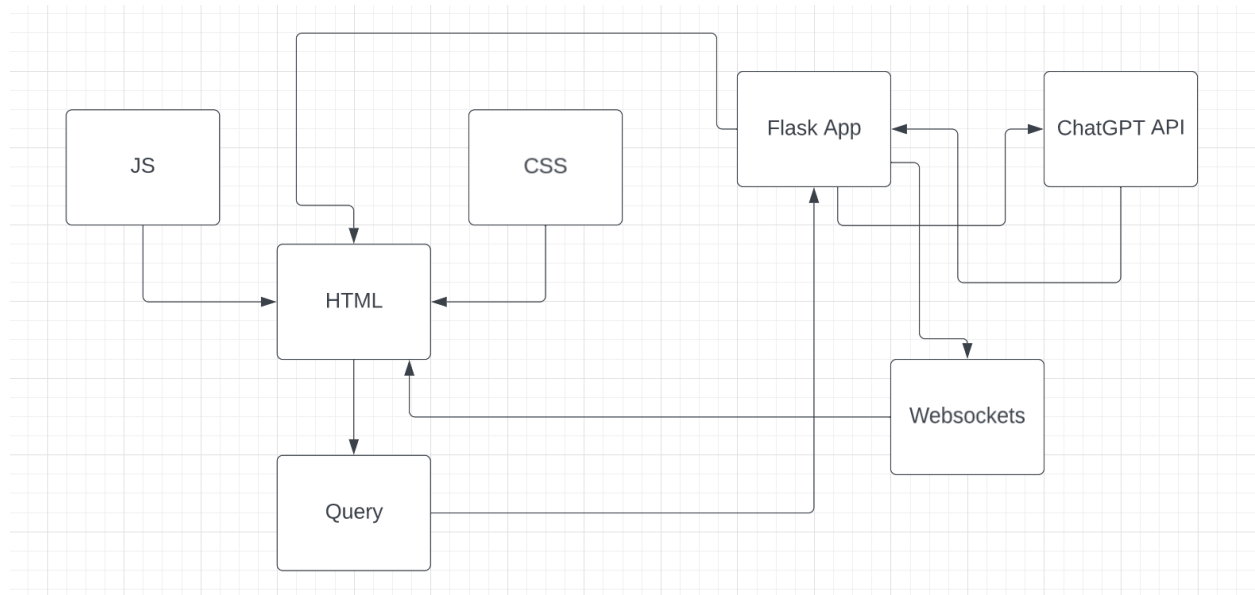 Flask App
ChatGPT API
JS
CSS
HTML
Websockets
Query